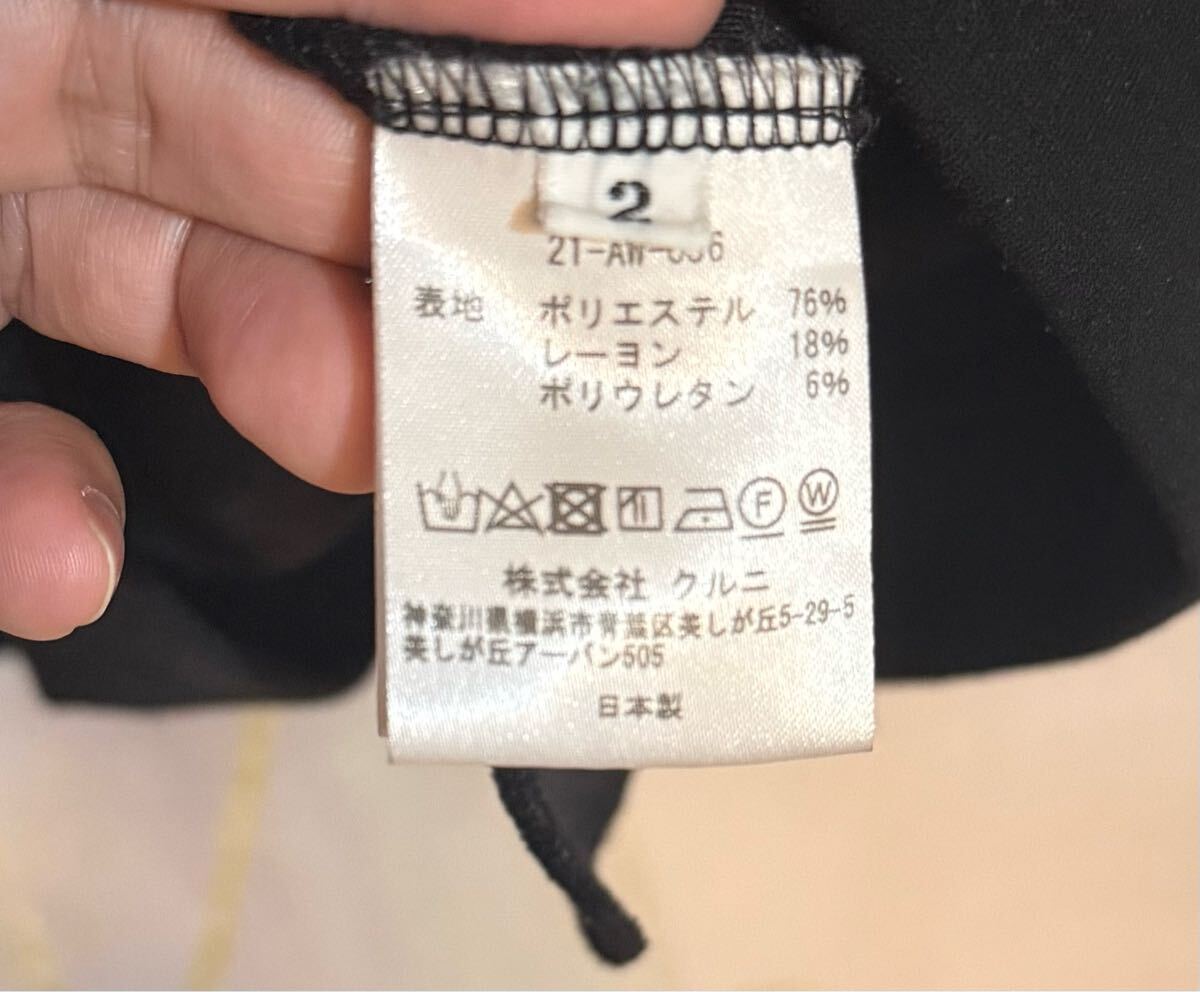 2
21-AW-036
表地 ポリエステル 76%
レーヨン 18%
ポリウレタン 6%
F W
株式会社 クルニ
神奈川県横浜市青葉区美しが丘5-29-5
美しが丘アーバン505
日本製